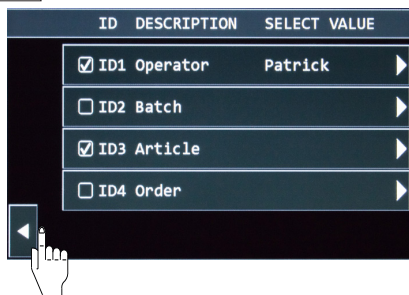 ID DESCRIPTION SELECT VALUE
ID1 Operator Patrick
ID2 Batch
ID3 Article
ID4 Order